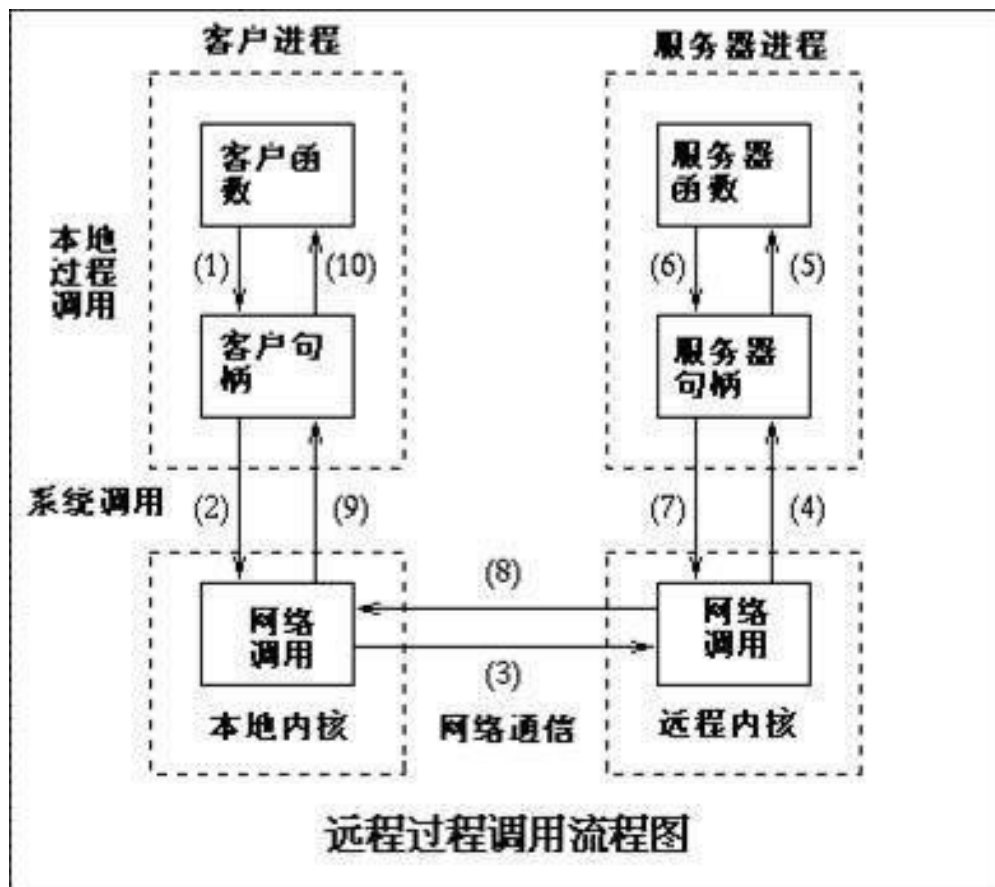 客户进程
服务器进程
客户函
数
服务器
函数
本地
过程
调用
(1)
(10)
(6)
(5)
客户句
柄
服务器
句柄
系统调用
(2)
(9)
(7)
(4)
(8)
网络
调用
网络
调用
(3)
本地内核
网络通信
远程内核
远程过程调用流程图